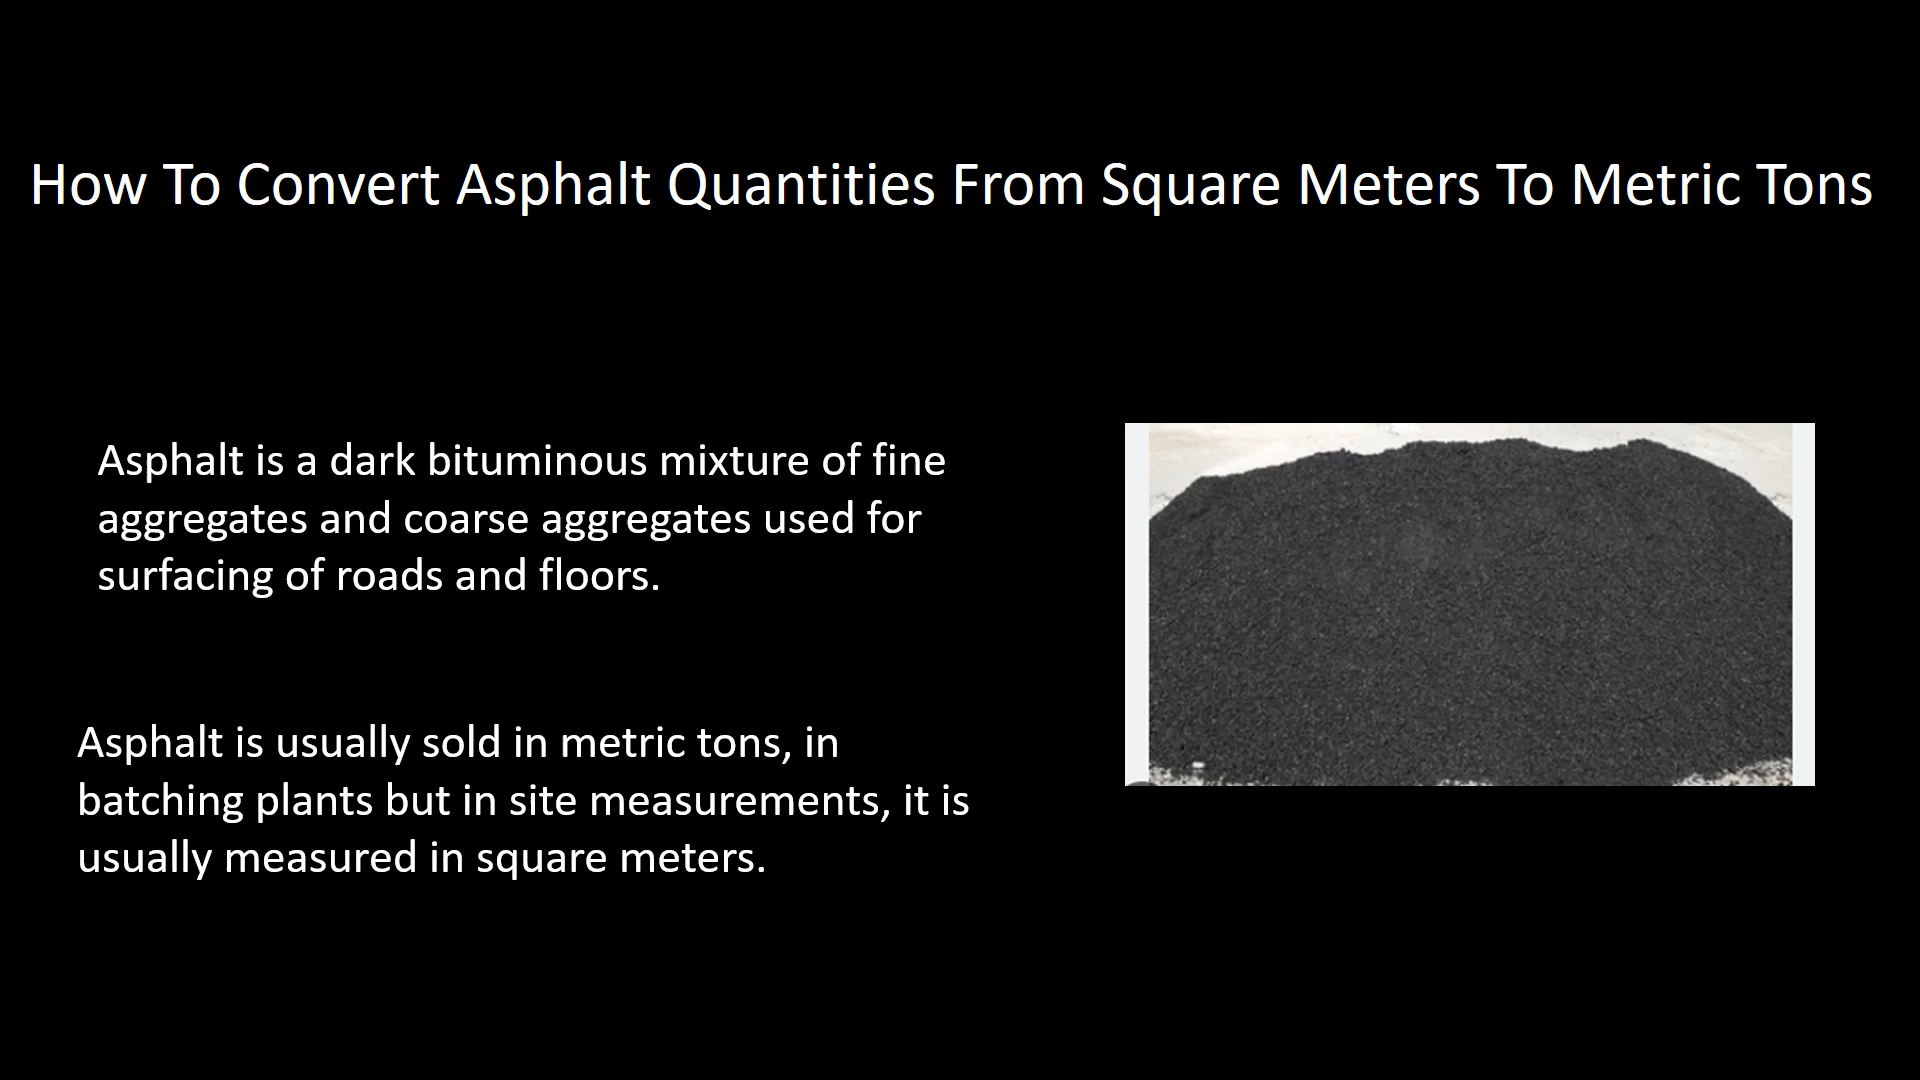 How To Convert Asphalt Quantities From Square Meters To Metric Tons
Asphalt is a dark bituminous mixture of fine
aggregates and coarse aggregates used for
surfacing of roads and floors.
Asphalt is usually sold in metric tons, in
batching plants but in site measurements, it is
usually measured in square meters.